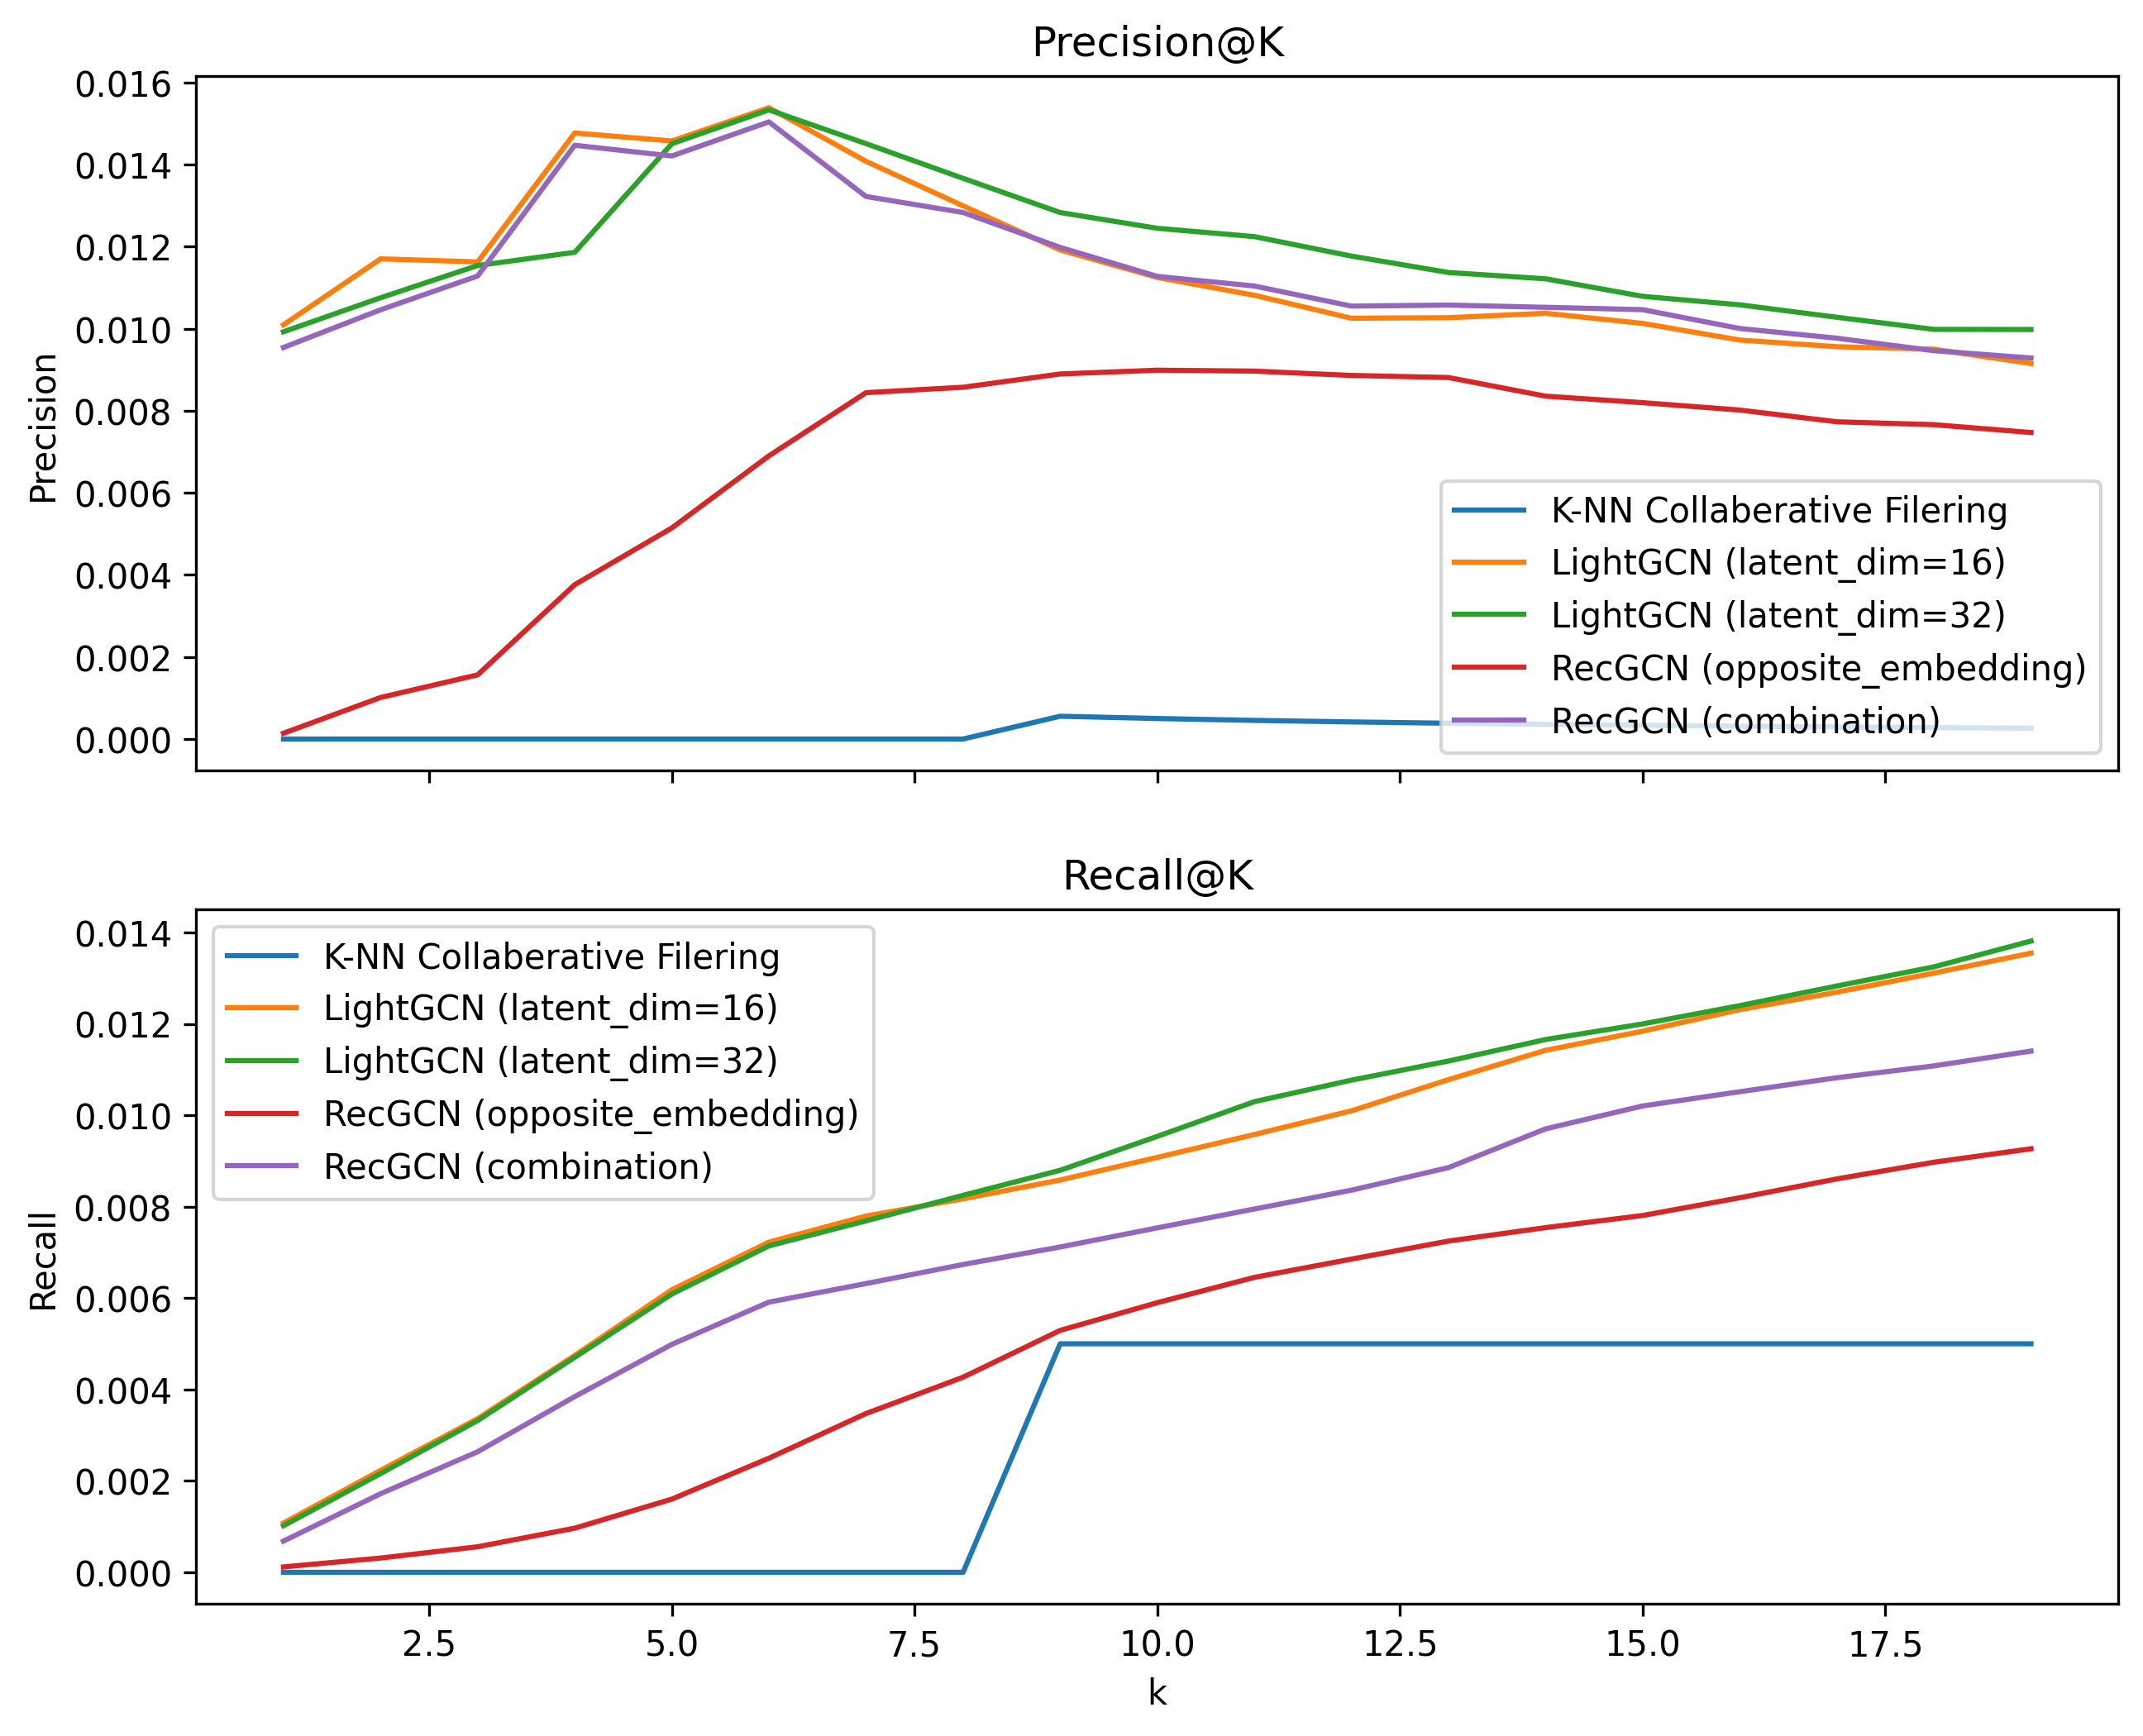 Precision@K
0.016
0.014
0.012
0.010
0.008
0.006
0.004
0.002
0.000
Precision
K-NN Collaberative Filering
LightGCN (latent_dim=16)
LightGCN (latent_dim=32)
RecGCN (opposite_embedding)
RecGCN (combination)
Recall@K
0.014
0.012
0.010
0.008
0.006
0.004
0.002
0.000
Recall
K-NN Collaberative Filering
LightGCN (latent_dim=16)
LightGCN (latent_dim=32)
RecGCN (opposite_embedding)
RecGCN (combination)
2.5 5.0 7.5 10.0 12.5 15.0 17.5
k